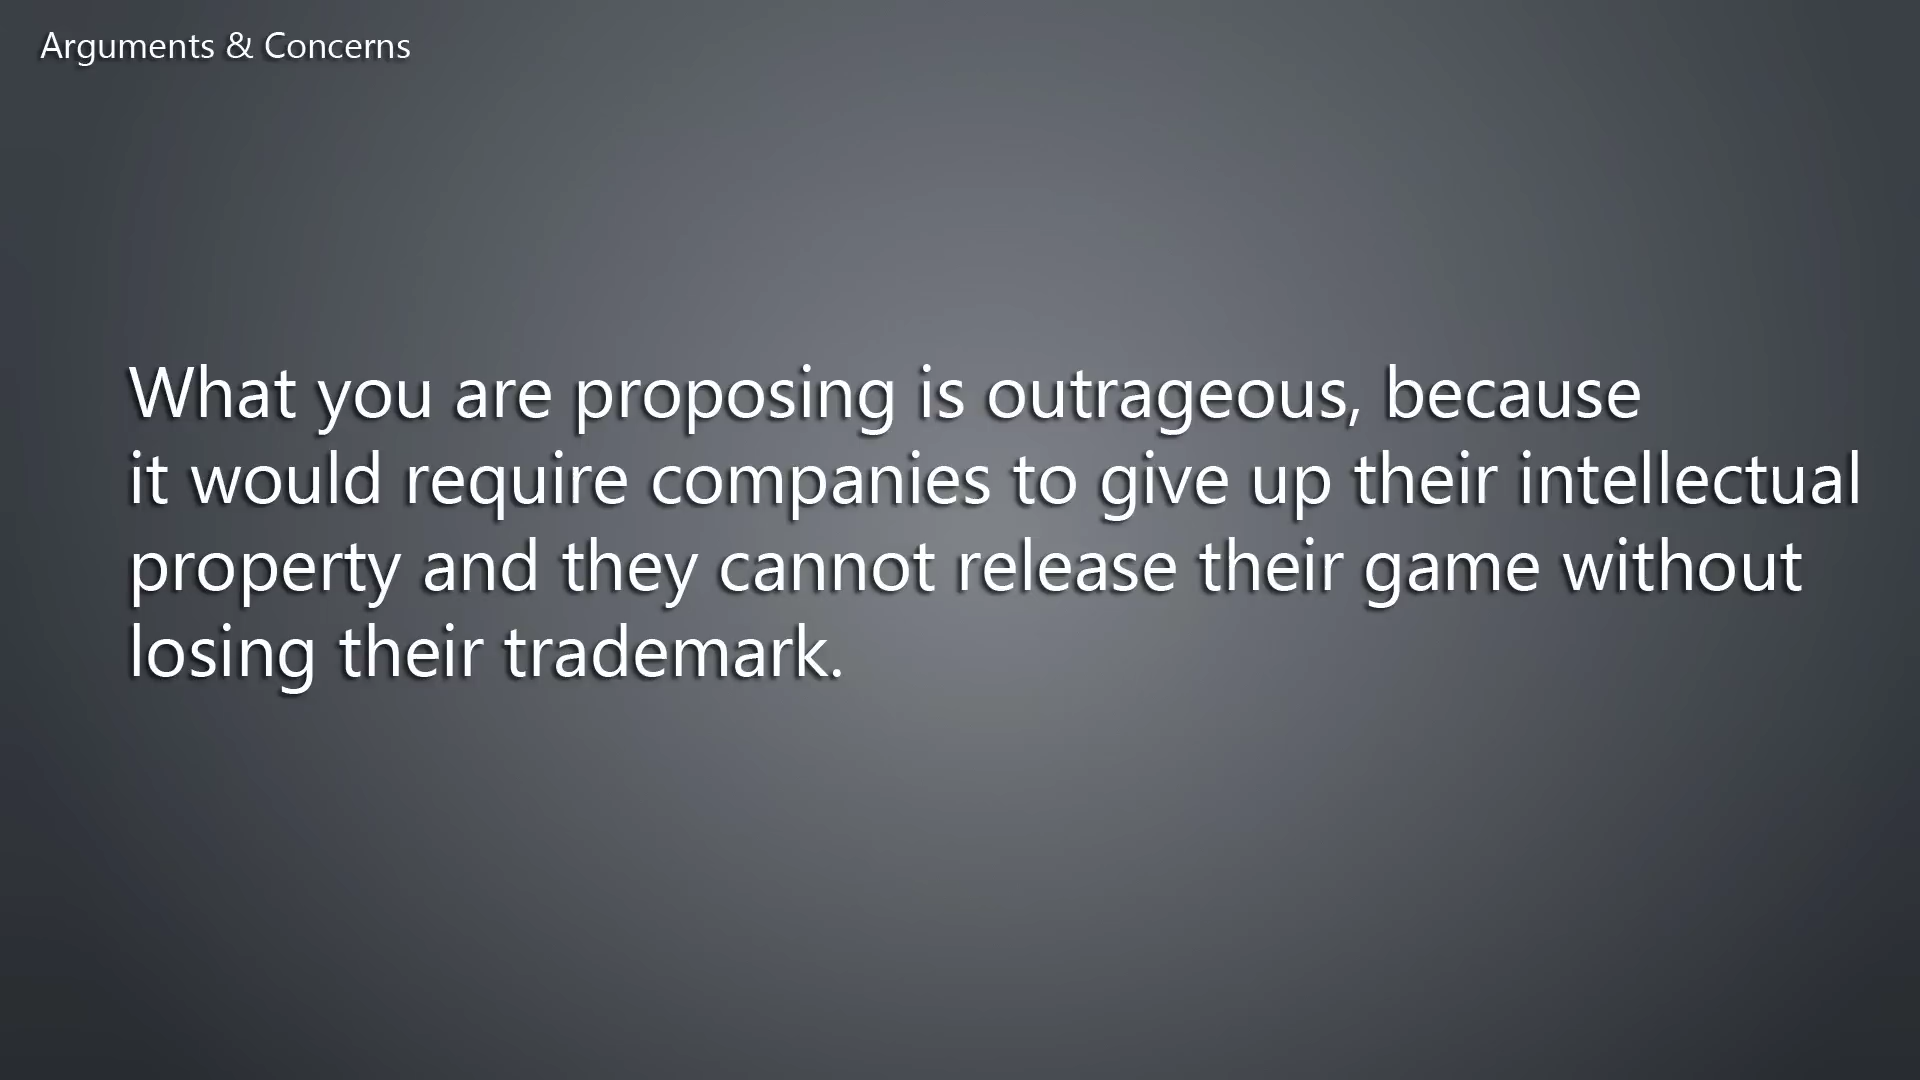 Arguments & Concerns
What you are proposing is outrageous, because
it would require companies to give up their intellectual
property and they cannot release their game without
losing their trademark.